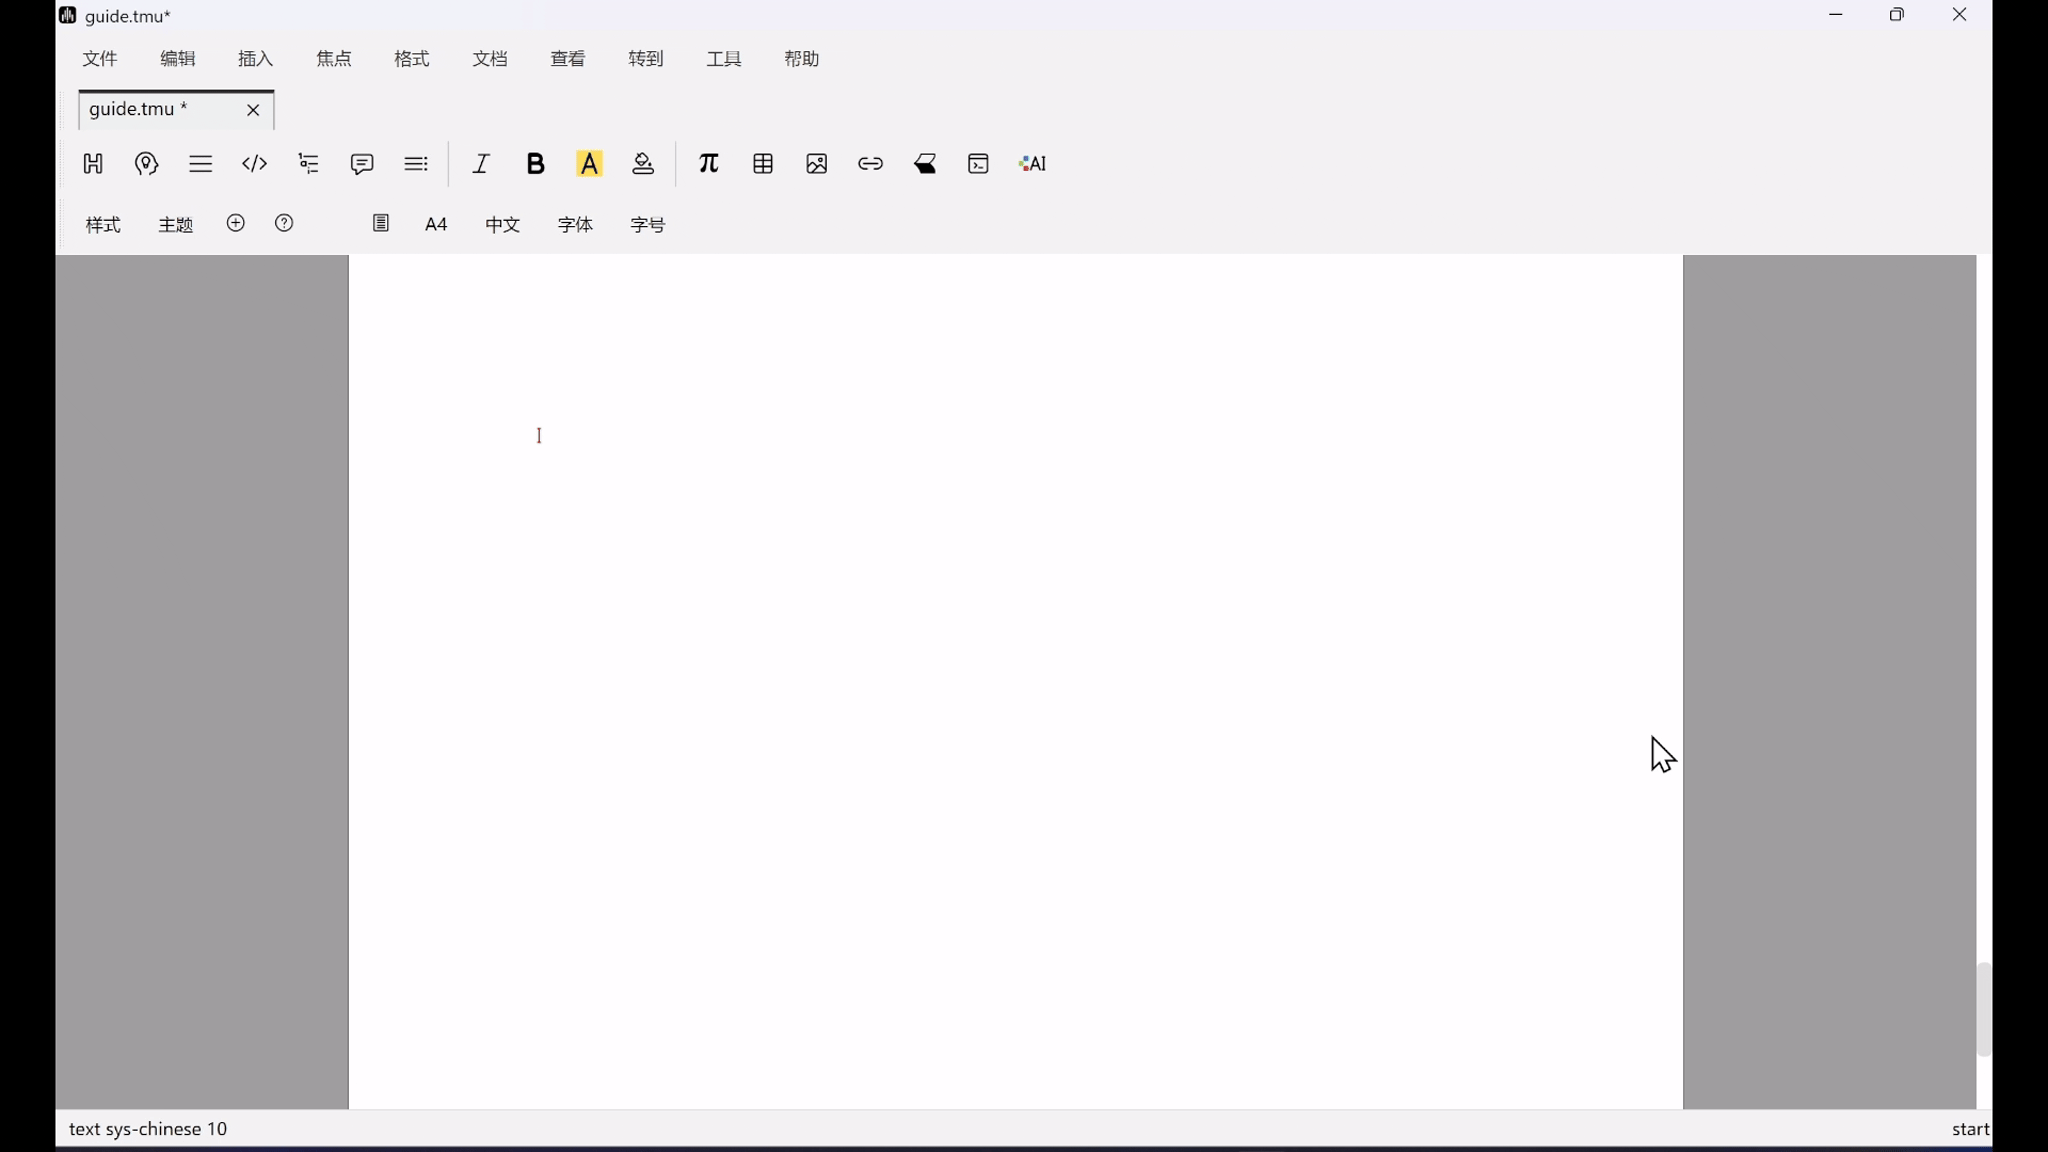 guide.tmu*
文件 编辑 插入 焦点 格式 文档 查看 转到 工具 帮助
guide.tmu *
AI
样式 主题 A4 中文 字体 字号
text sys-chinese 10 start